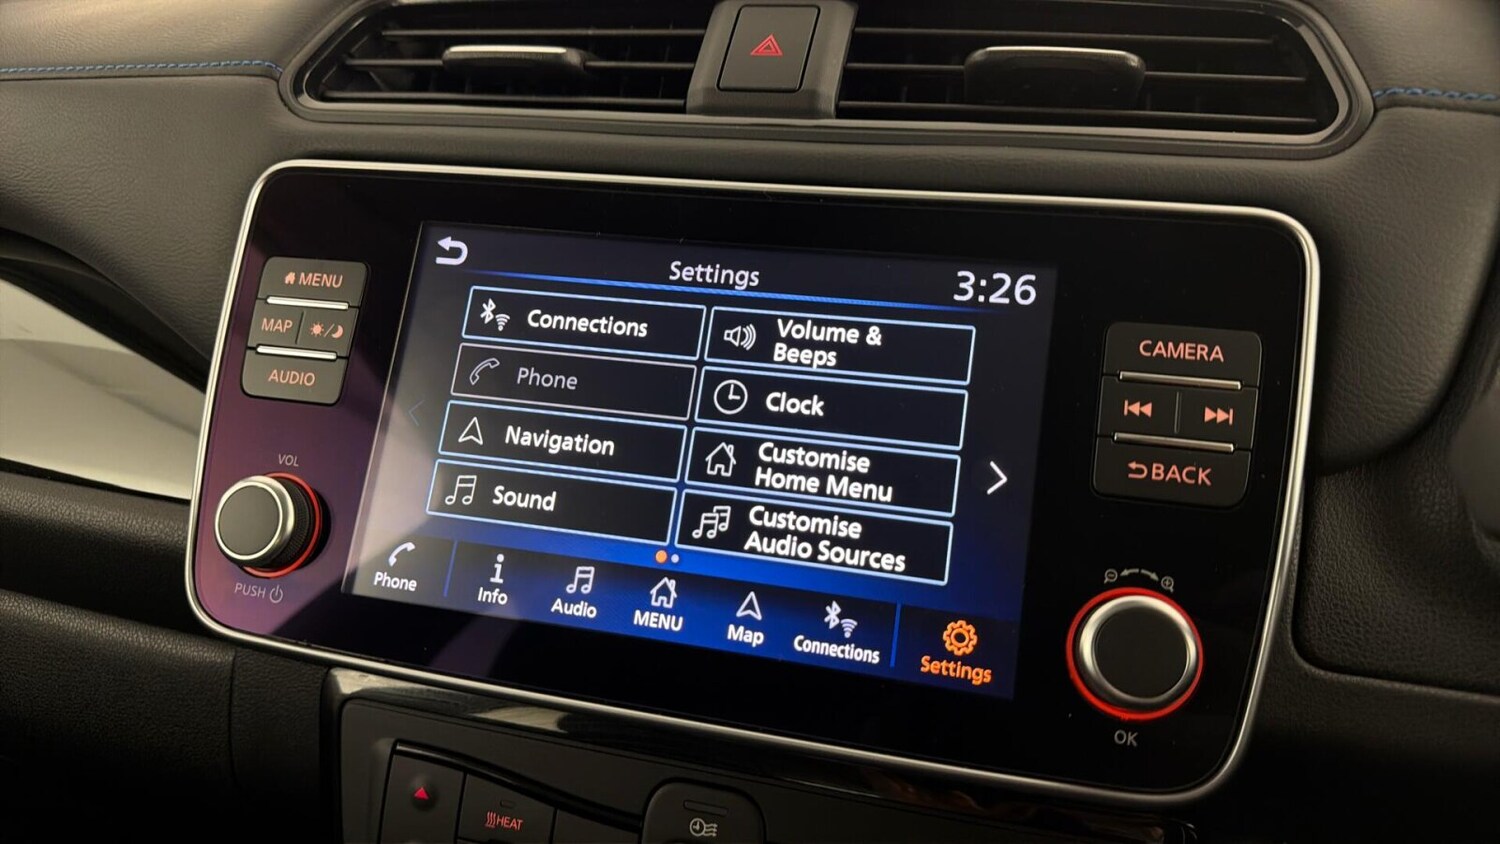 MENU
MAP
AUDIO
VOL
PUSH
Settings
3:26
Connections
Phone
Navigation
Sound
Volume &
Beeps
Clock
Customise
Home Menu
Customise
Audio Sources
Phone
Info
Audio
MENU
Map
Connections
Settings
CAMERA
BACK
OK
HEAT